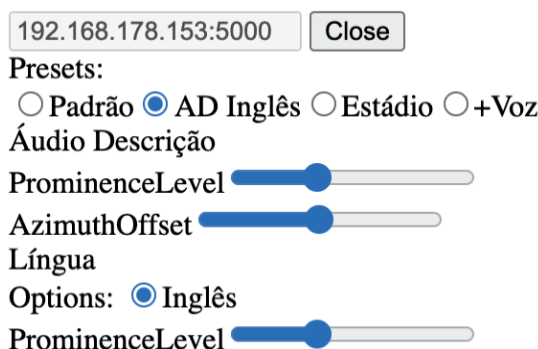 192.168.178.153:5000 Close
Presets:
Padrão AD Inglês Estádio +Voz
Áudio Descrição
ProminenceLevel
AzimuthOffset
Língua
Options: Inglês
ProminenceLevel